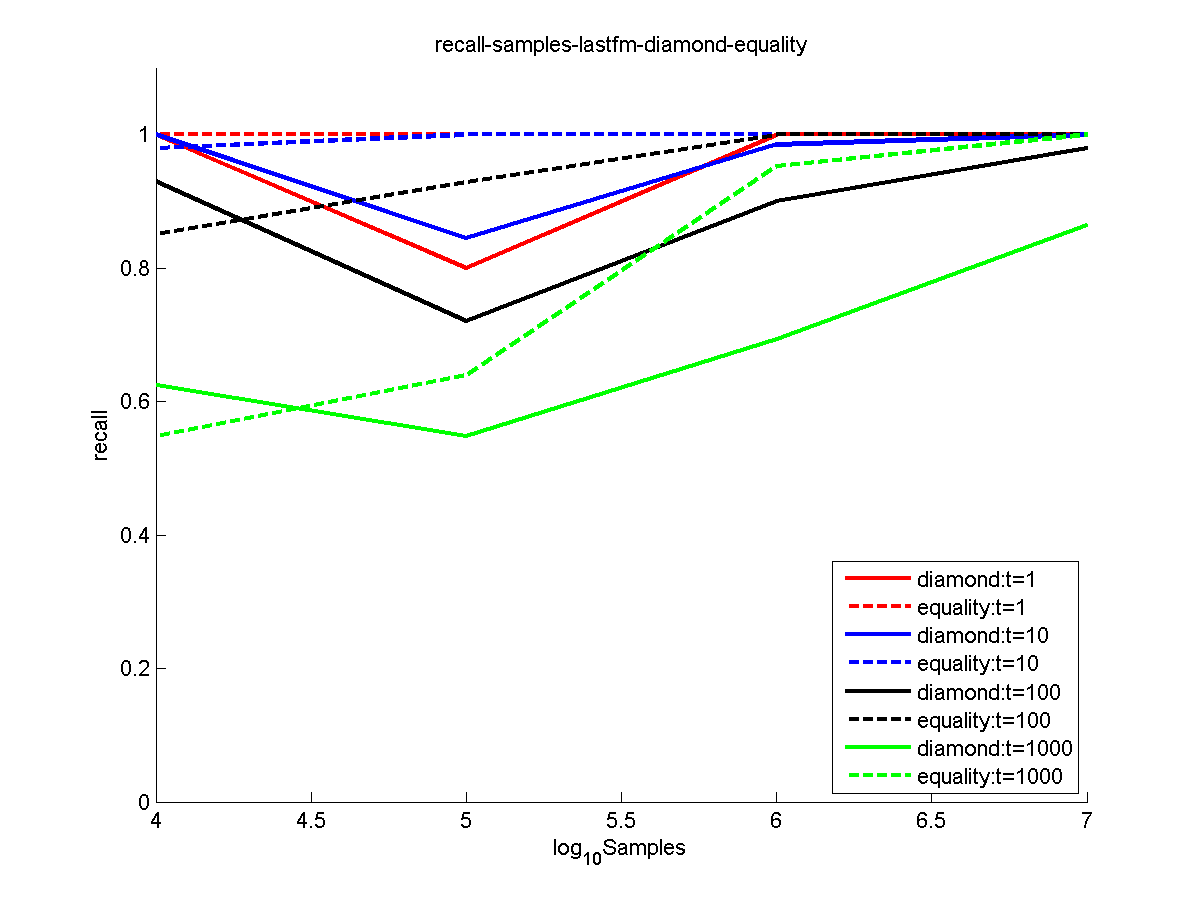 recall-samples-lastfm-diamond-equality
recall
1
0.8
0.6
0.4
0.2
0
4
4.5
5
5.5
6
6.5
7
log10Samples
diamond:t=1
equality:t=1
diamond:t=10
equality:t=10
diamond:t=100
equality:t=100
diamond:t=1000
equality:t=1000